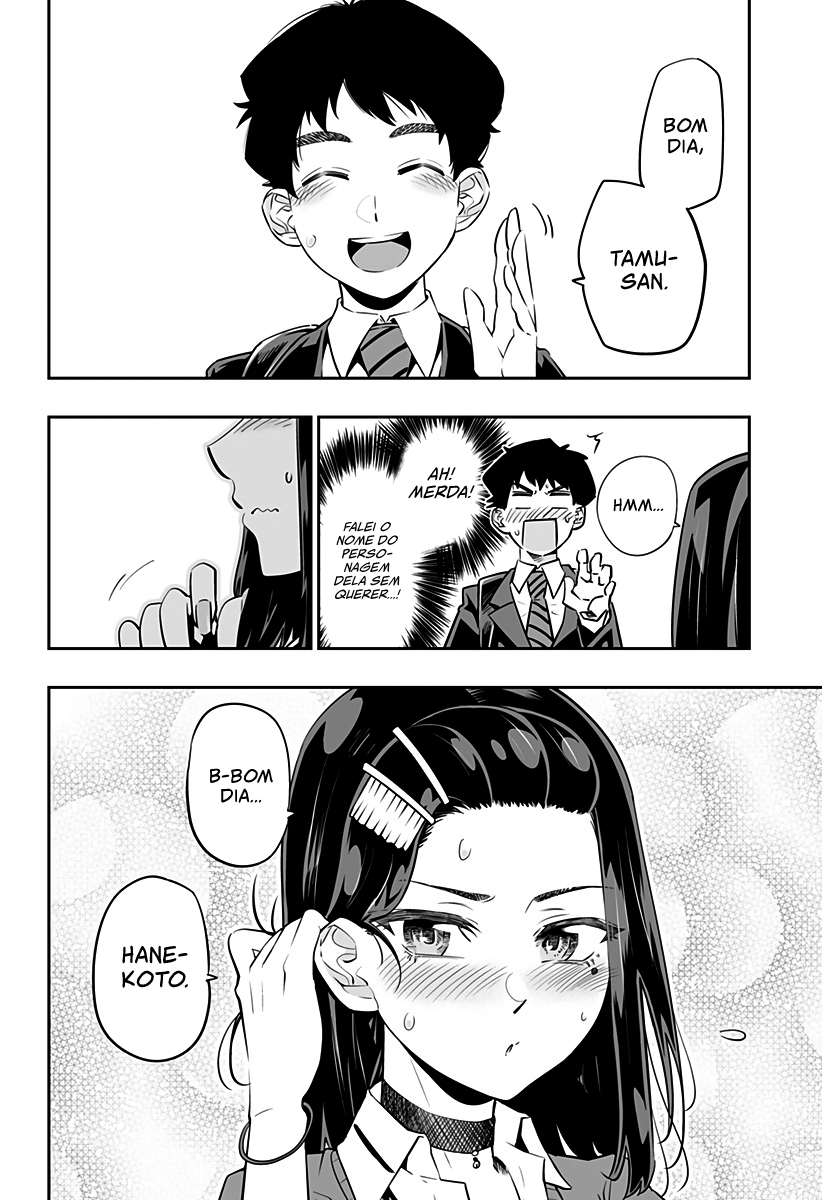 BOM
DIA,
TAMU-
SAN.
HMM...
AH!
MERDA!
FALEI O
NOME DO
PERSO-
NAGEM
DELA SEM
QUERER...!
B-BOM
DIA...
HANE-
KOTO.